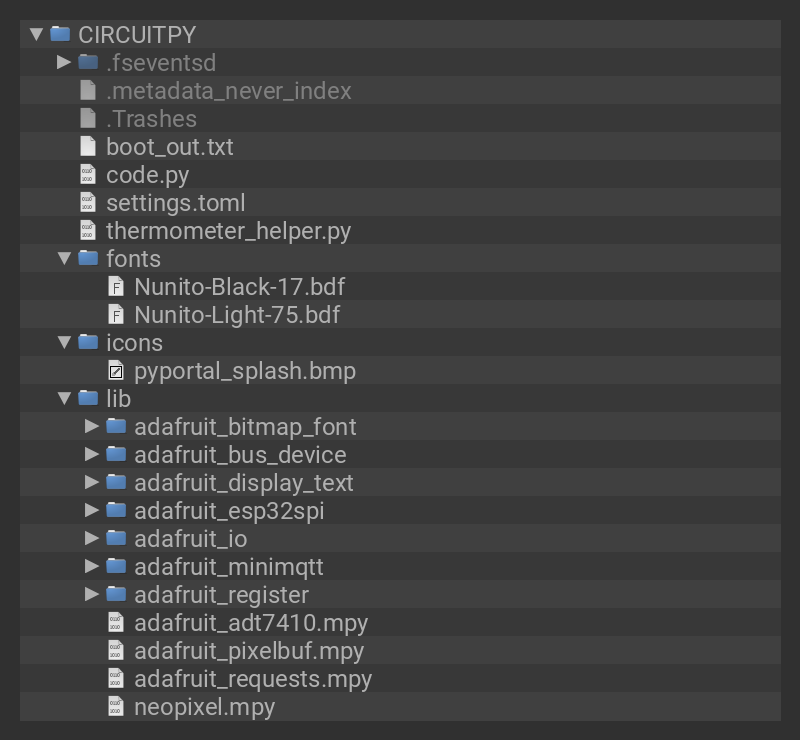 CIRCUITPY
.fseventsd
.metadata_never_index
.Trashes
boot_out.txt
code.py
settings.toml
thermometer_helper.py
fonts
Nunito-Black-17.bdf
Nunito-Light-75.bdf
icons
pyportal_splash.bmp
lib
adafruit_bitmap_font
adafruit_bus_device
adafruit_display_text
adafruit_esp32spi
adafruit_io
adafruit_minimqtt
adafruit_register
adafruit_adt7410.mpy
adafruit_pixelbuf.mpy
adafruit_requests.mpy
neopixel.mpy